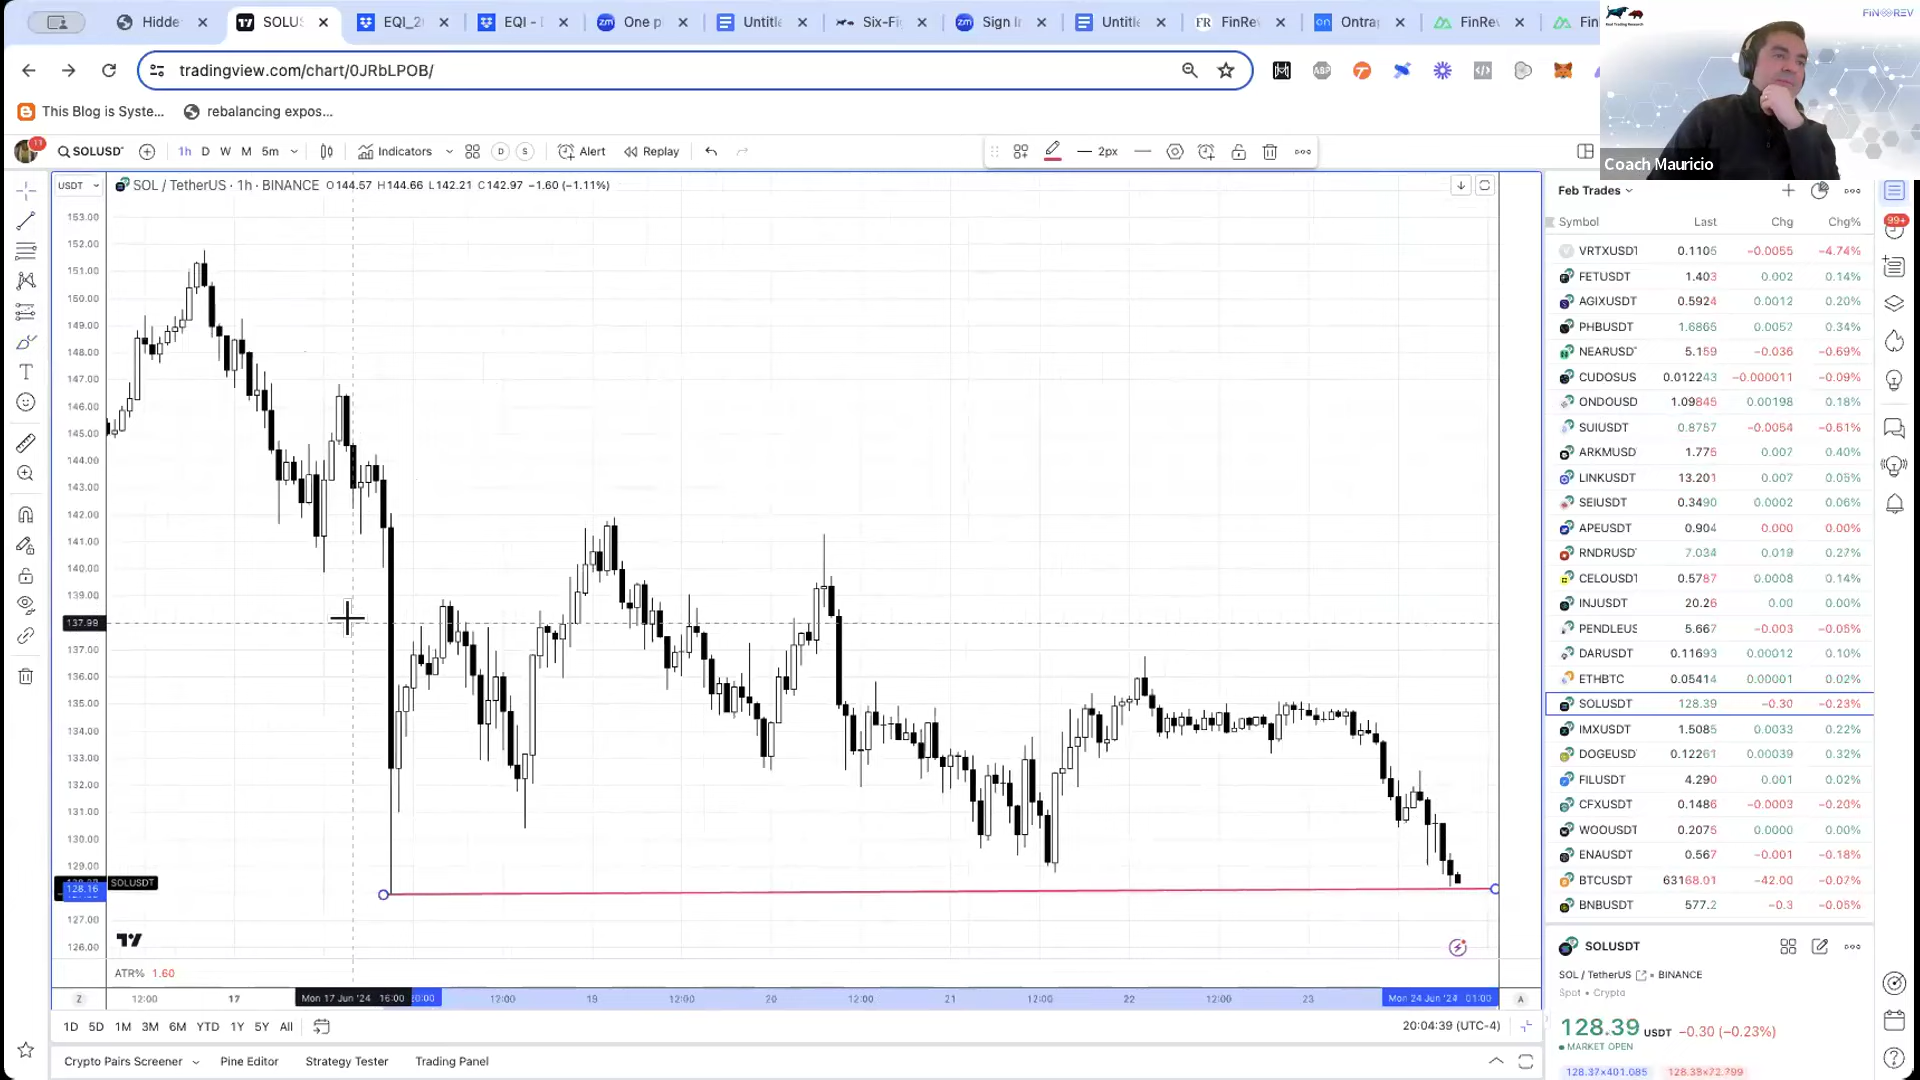 Hidde
SOLUS
EQI_2
EQI -
One p
Untitle
Six-Fi
Sign I
Untitle
FinRev
Ontrap
FinRev
Fin
tradingview.com/chart/0JRbLPOB/
This Blog is Syste...
rebalancing expos...
FINREV
Coach Mauricio
11
SOLUSD
1h D W M 5m
Indicators
D S
Alert
Replay
2px
USDT
SOL / TetherUS · 1h · BINANCE O144.57 H144.66 L142.21 C142.97 −1.60 (−1.11%)
153.00
152.00
151.00
150.00
149.00
148.00
147.00
146.00
145.00
144.00
143.00
142.00
141.00
140.00
139.00
137.99
137.00
136.00
135.00
134.00
133.00
132.00
131.00
130.00
129.00
128.16
SOLUSDT
127.00
126.00
ATR% 1.60
Z
12:00
17
Mon 17 Jun '24 16:00
12:00
19
12:00
20
12:00
21
12:00
22
12:00
23
Mon 24 Jun '24 01:00
A
1D 5D 1M 3M 6M YTD 1Y 5Y All
20:04:39 (UTC-4)
Crypto Pairs Screener
Pine Editor
Strategy Tester
Trading Panel
Feb Trades
Symbol Last Chg Chg%
VRTXUSDT 0.1105 −0.0055 −4.74%
FETUSDT 1.403 0.002 0.14%
AGIXUSDT 0.5924 0.0012 0.20%
PHBUSDT 1.6865 0.0057 0.34%
NEARUSD 5.159 −0.036 −0.69%
CUDOSUS 0.012243 −0.000011 −0.09%
ONDOUSD 1.09845 0.00198 0.18%
SUIUSDT 0.8757 −0.0054 −0.61%
ARKMUSD 1.775 0.007 0.40%
LINKUSDT 13.201 0.007 0.05%
SEIUSDT 0.3490 0.0002 0.06%
APEUSDT 0.904 0.000 0.00%
RNDRUSD 7.034 0.019 0.27%
CELOUSDT 0.5787 0.0008 0.14%
INJUSDT 20.26 0.00 0.00%
PENDLEUS 5.667 −0.003 −0.05%
DARUSDT 0.11693 0.00012 0.10%
ETHBTC 0.05414 0.00001 0.02%
SOLUSDT 128.39 −0.30 −0.23%
IMXUSDT 1.5085 0.0033 0.22%
DOGEUSD 0.12261 0.00039 0.32%
FILUSDT 4.290 0.001 0.02%
CFXUSDT 0.1486 −0.0003 −0.20%
WOOUSDT 0.2075 0.0000 0.00%
ENAUSDT 0.567 −0.001 −0.18%
BTCUSDT 63168.01 −42.00 −0.07%
BNBUSDT 577.2 −0.3 −0.05%
SOLUSDT
SOL / TetherUS • BINANCE
Spot • Crypto
128.39 USDT −0.30 (−0.23%)
MARKET OPEN
128.37×401.085 128.38×72.799
99+